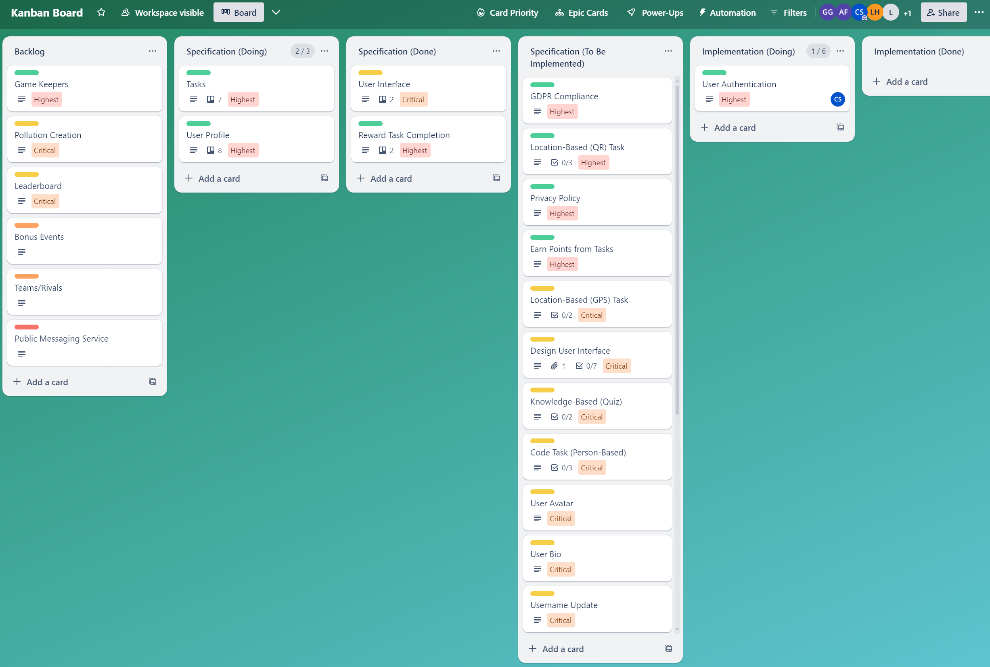 Kanban Board
Workspace visible
Board
Card Priority
Epic Cards
Power-Ups
Automation
Filters
GG
AF
CS
LH
L
+1
Share
Backlog
Game Keepers
Highest
Pollution Creation
Critical
Leaderboard
Critical
Bonus Events
Teams/Rivals
Public Messaging Service
Add a card
Specification (Doing)
2 / 3
Tasks
7
Highest
User Profile
8
Highest
Add a card
Specification (Done)
User Interface
2
Critical
Reward Task Completion
2
Highest
Add a card
Specification (To Be
Implemented)
GDPR Compliance
Highest
Location-Based (QR) Task
0/3
Highest
Privacy Policy
Highest
Earn Points from Tasks
Highest
Location-Based (GPS) Task
0/2
Critical
Design User Interface
1
0/7
Critical
Knowledge-Based (Quiz)
0/2
Critical
Code Task (Person-Based)
0/3
Critical
User Avatar
Critical
User Bio
Critical
Username Update
Critical
Add a card
Implementation (Doing)
1 / 6
User Authentication
Highest
CS
Add a card
Implementation (Done)
Add a card